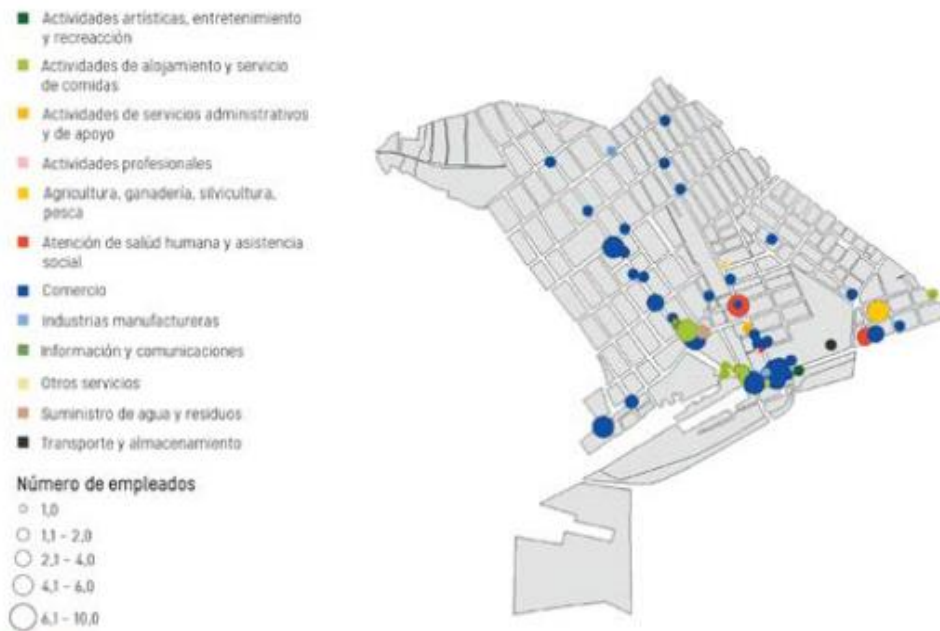 Actividades artísticas, entretenimiento
y recreacción
Actividades de alojamiento y servicio
de comidas
Actividades de servicios administrativos
y de apoyo
Actividades profesionales
Agricultura, ganadería, silvicultura,
pesca
Atención de salúd humana y asistencia
social
Comercio
Industrias manufactureras
Información y comunicaciones
Otros servicios
Suministro de agua y residuos
Transporte y almacenamiento
Número de empleados
1,0
1,1 - 2,0
2,1 - 4,0
4,1 - 6,0
6,1 - 10,0